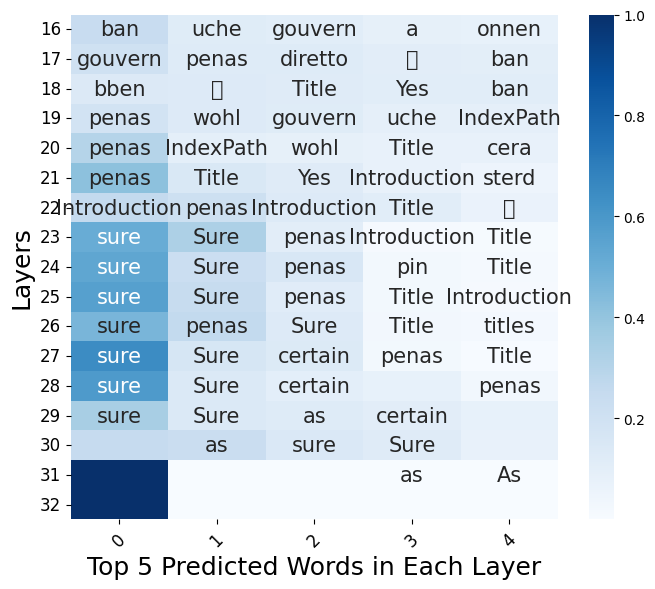 16 ban uche gouvern a onnen
17 gouvern penas diretto ban
18 bben Title Yes ban
19 penas wohl gouvern uche IndexPath
20 penas IndexPath wohl Title cera
21 penas Title Yes Introduction sterd
22 Introduction penas Introduction Title
23 sure Sure penas Introduction Title
24 sure Sure penas pin Title
25 sure Sure penas Title Introduction
26 sure penas Sure Title titles
27 sure Sure certain penas Title
28 sure Sure certain penas
29 sure Sure as certain
30 as sure Sure
31 as As
32
0 1 2 3 4
Top 5 Predicted Words in Each Layer
Layers
1.0
0.8
0.6
0.4
0.2